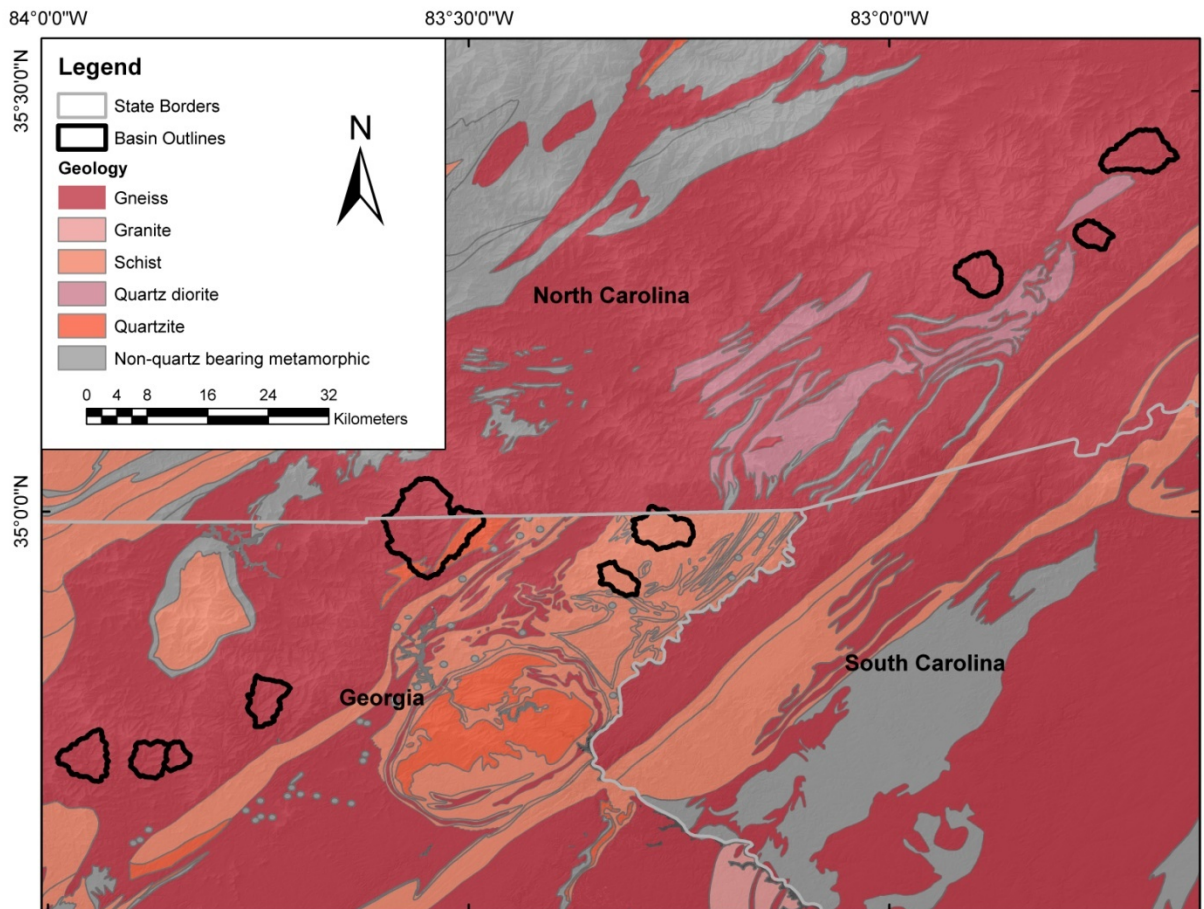 84°0'0"W 83°30'0"W 83°0'0"W
35°30'0"N
35°0'0"N
Legend
State Borders
Basin Outlines
Geology
Gneiss
Granite
Schist
Quartz diorite
Quartzite
Non-quartz bearing metamorphic
0 4 8 16 24 32
Kilometers
N
North Carolina
Georgia
South Carolina